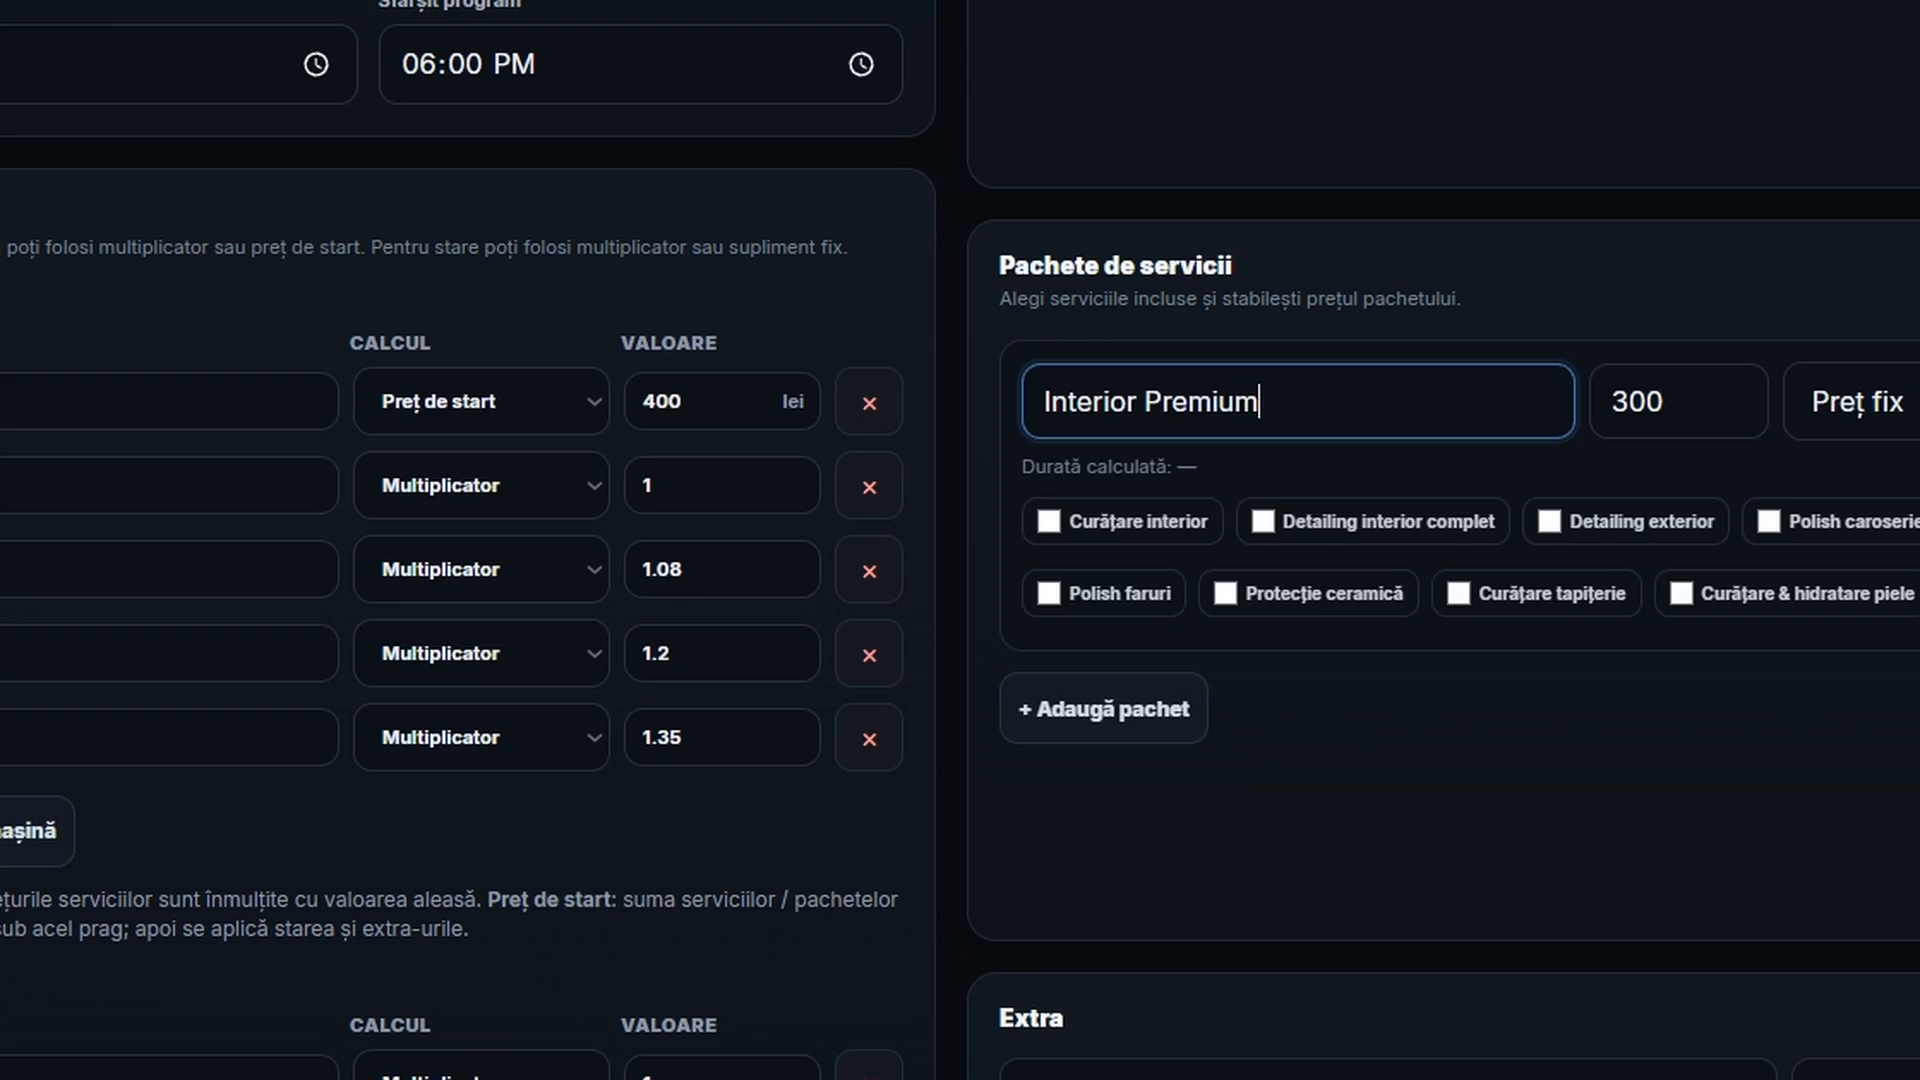 Sfârșit program
06:00 PM
poți folosi multiplicator sau preț de start. Pentru stare poți folosi multiplicator sau supliment fix.
CALCUL
VALOARE
Preț de start
400
lei
×
Multiplicator
1
×
Multiplicator
1.08
×
Multiplicator
1.2
×
Multiplicator
1.35
×
așină
țurile serviciilor sunt înmulțite cu valoarea aleasă. Preț de start: suma serviciilor / pachetelor
ub acel prag; apoi se aplică starea și extra-urile.
CALCUL
VALOARE
Pachete de servicii
Alegi serviciile incluse și stabilești prețul pachetului.
Interior Premium
300
Preț fix
Durată calculată: —
Curățare interior
Detailing interior complet
Detailing exterior
Polish caroserie
Polish faruri
Protecție ceramică
Curățare tapițerie
Curățare & hidratare piele
+ Adaugă pachet
Extra